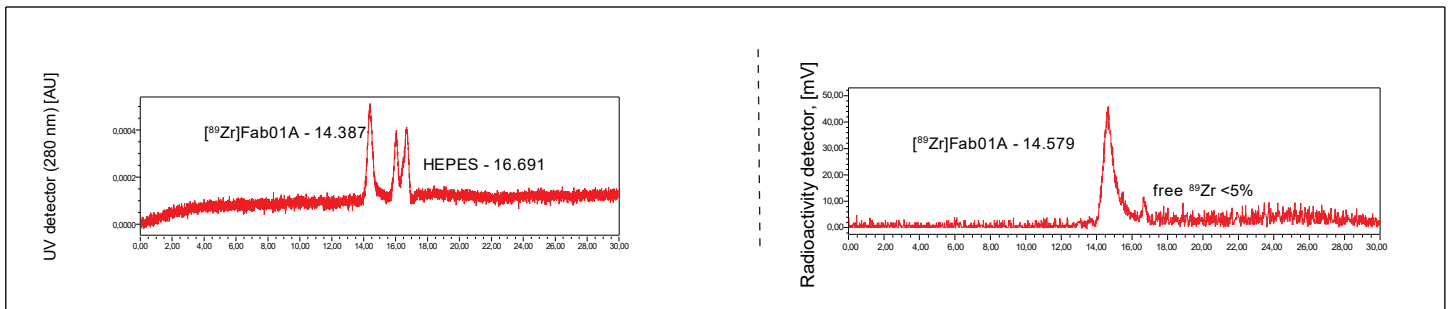 UV detector (280 nm) [AU]
0,0004
0,0002
0,0000
[⁸⁹Zr]Fab01A - 14.387
HEPES - 16.691
0,0 2,00 4,00 6,00 8,00 10,00 12,00 14,00 16,00 18,00 20,00 22,00 24,00 26,00 28,00 30,00
Radioactivity detector, [mV]
50,00
40,00
30,00
20,00
10,00
0,00
[⁸⁹Zr]Fab01A - 14.579
free ⁸⁹Zr <5%
0,00 2,00 4,00 6,00 8,00 10,00 12,00 14,00 16,00 18,00 20,00 22,00 24,00 26,00 28,00 30,00